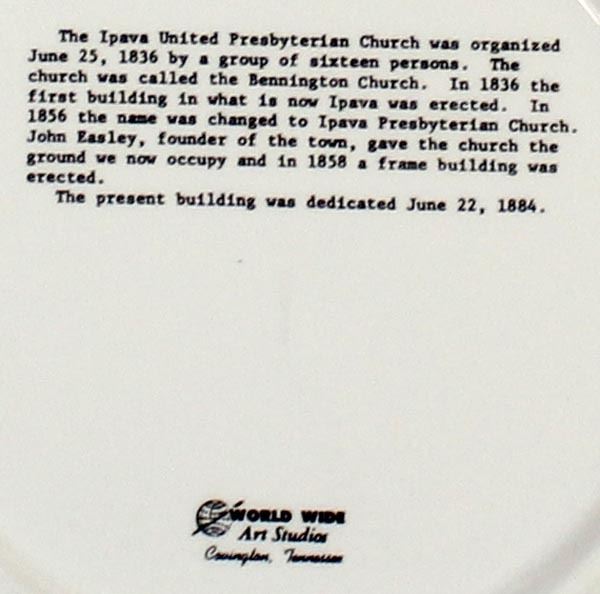 The Ipava United Presbyterian Church was organized
June 25, 1836 by a group of sixteen persons. The
church was called the Bennington Church. In 1836 the
first building in what is now Ipava was erected. In
1856 the name was changed to Ipava Presbyterian Church.
John Easley, founder of the town, gave the church the
ground we now occupy and in 1858 a frame building was
erected.
The present building was dedicated June 22, 1884.
WORLD WIDE
Art Studios
Covington, Tennessee